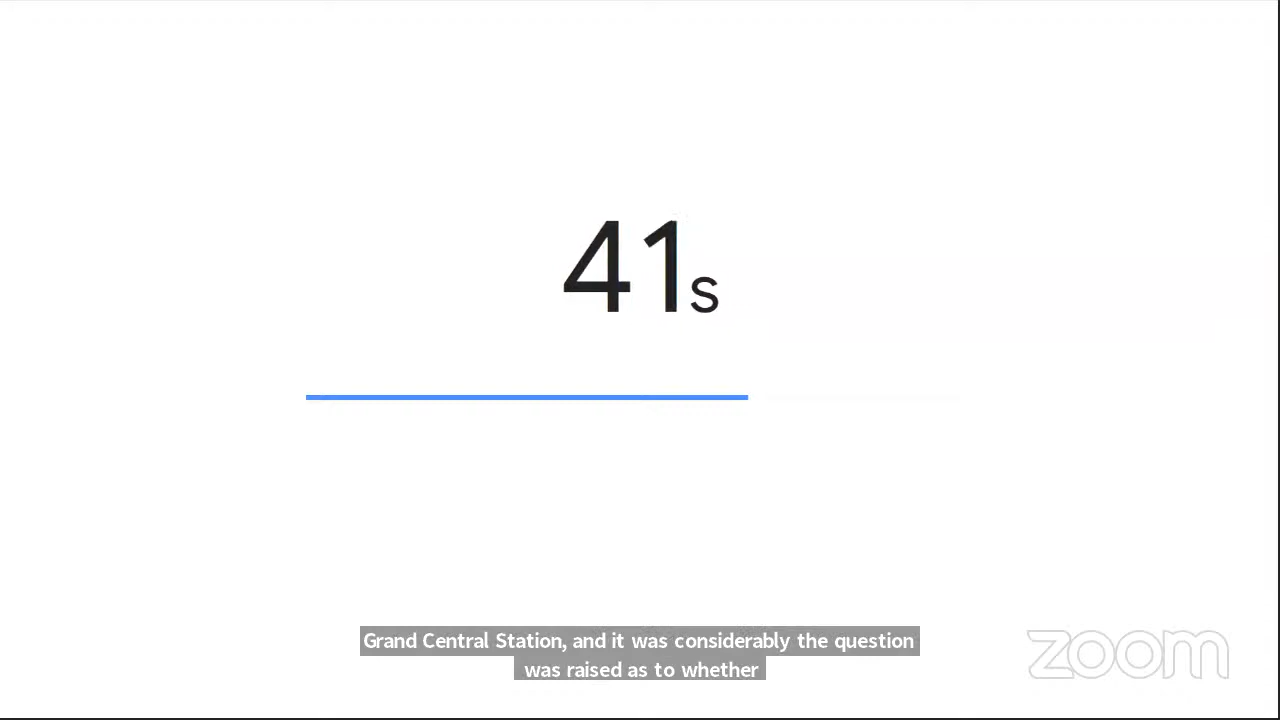 41s
Grand Central Station, and it was considerably the question
was raised as to whether
zoom